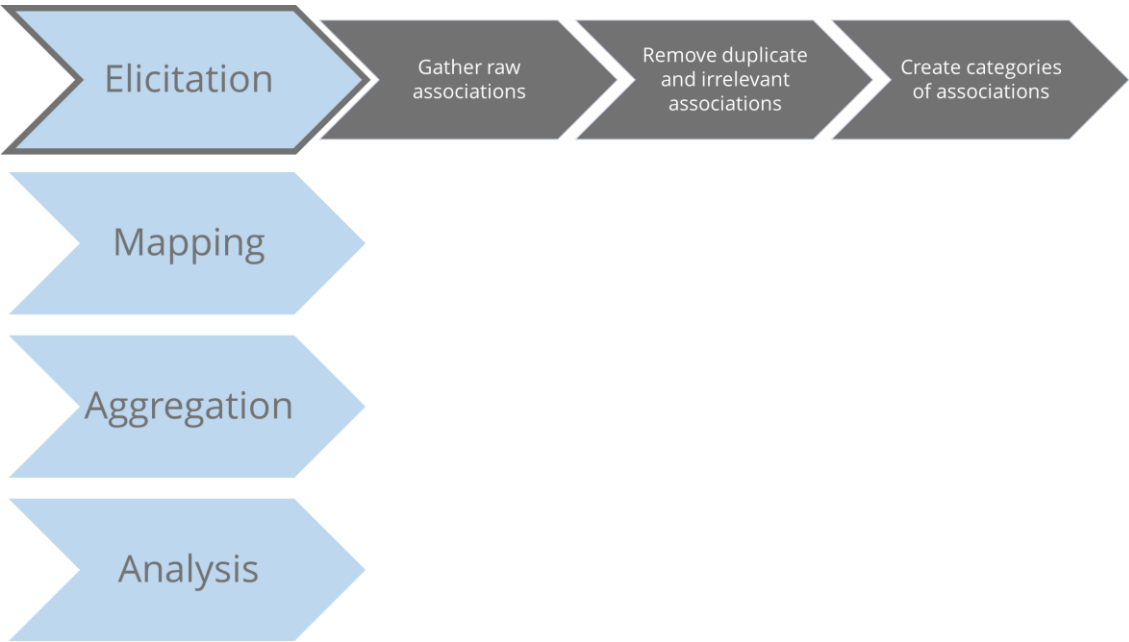 Elicitation
Gather raw
associations
Remove duplicate
and irrelevant
associations
Create categories
of associations
Mapping
Aggregation
Analysis